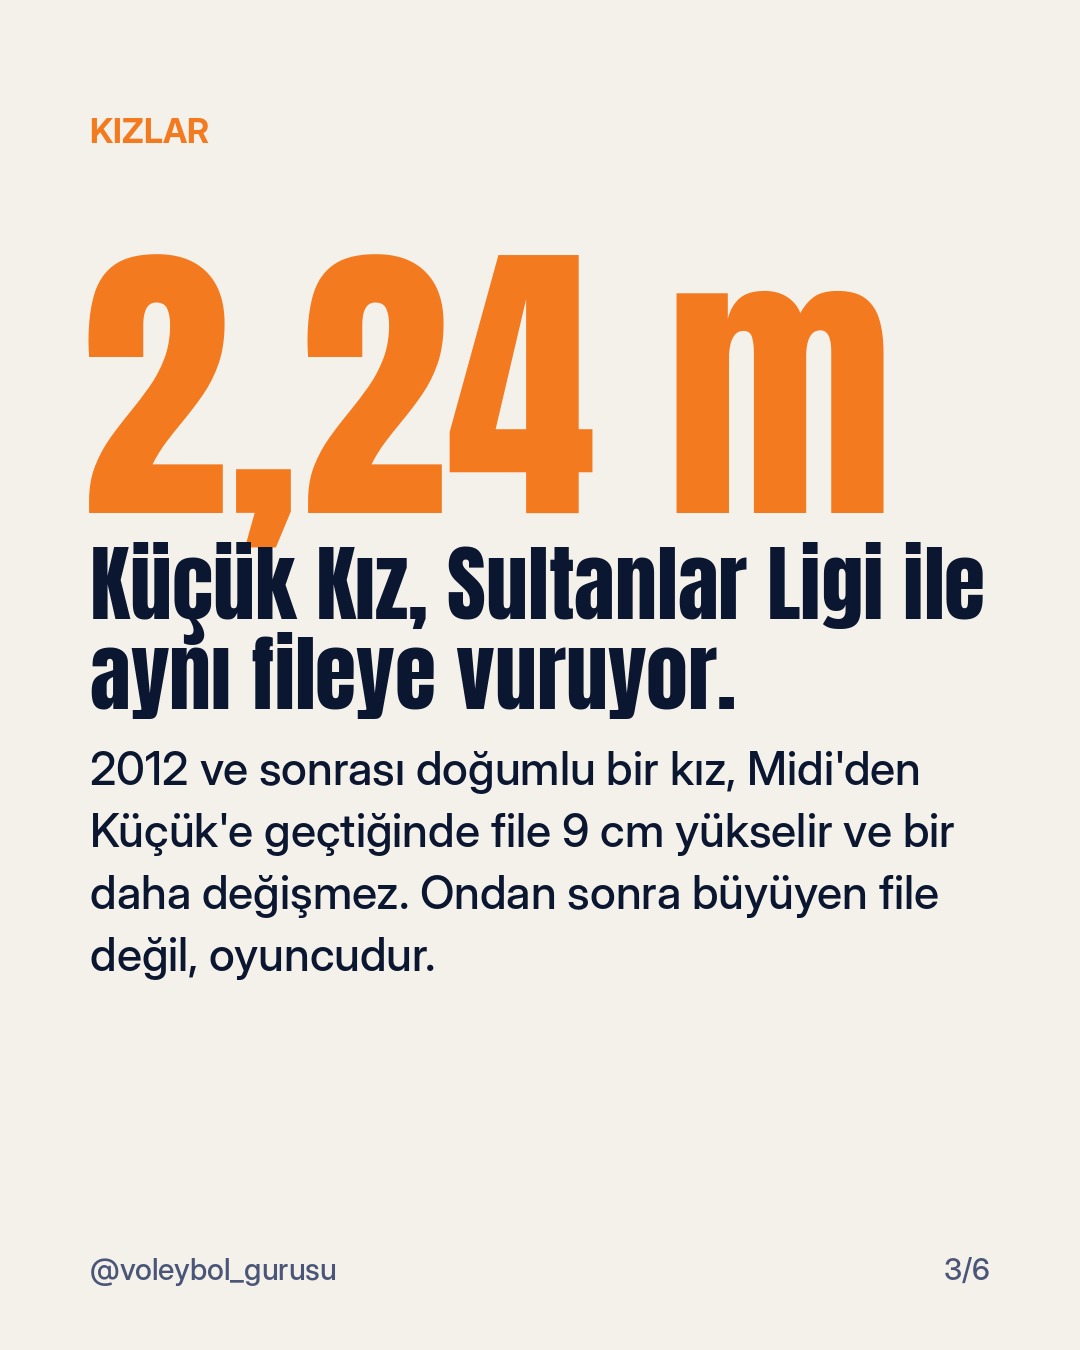 KIZLAR
2,24 m
Küçük Kız, Sultanlar Ligi ile
aynı fileye vuruyor.
2012 ve sonrası doğumlu bir kız, Midi'den
Küçük'e geçtiğinde file 9 cm yükselir ve bir
daha değişmez. Ondan sonra büyüyen file
değil, oyuncudur.
@voleybol_gurusu
3/6